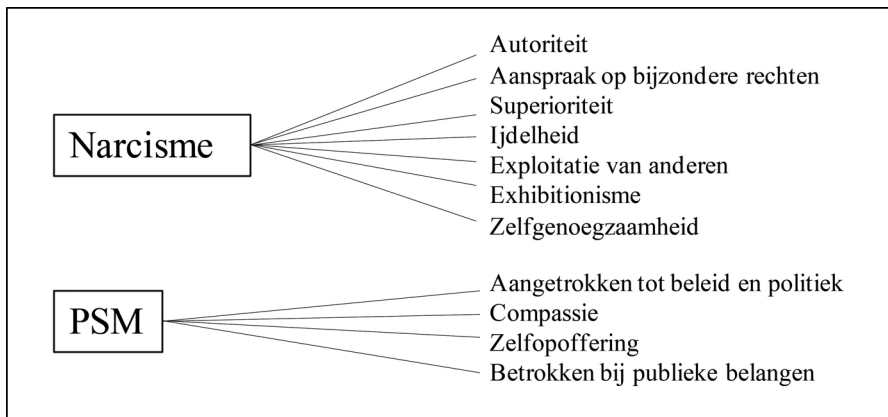 Narcisme
Autoriteit
Aanspraak op bijzondere rechten
Superioriteit
Ijdelheid
Exploitatie van anderen
Exhibitionisme
Zelfgenoegzaamheid
PSM
Aangetrokken tot beleid en politiek
Compassie
Zelfopoffering
Betrokken bij publieke belangen